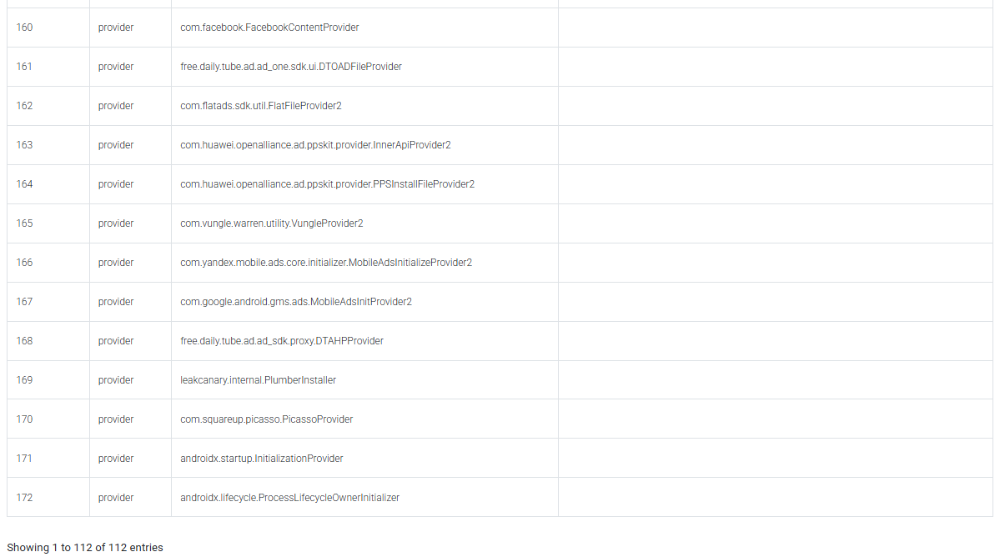 160 provider com.facebook.FacebookContentProvider
161 provider free.daily.tube.ad.ad_one.sdk.ui.DTOADFileProvider
162 provider com.flatads.sdk.util.FlatFileProvider2
163 provider com.huawei.openalliance.ad.ppskit.provider.InnerApiProvider2
164 provider com.huawei.openalliance.ad.ppskit.provider.PPSInstallFileProvider2
165 provider com.vungle.warren.utility.VungleProvider2
166 provider com.yandex.mobile.ads.core.initializer.MobileAdsInitializeProvider2
167 provider com.google.android.gms.ads.MobileAdsInitProvider2
168 provider free.daily.tube.ad.ad_sdk.proxy.DTAHPProvider
169 provider leakcanary.internal.PlumberInstaller
170 provider com.squareup.picasso.PicassoProvider
171 provider androidx.startup.InitializationProvider
172 provider androidx.lifecycle.ProcessLifecycleOwnerInitializer
Showing 1 to 112 of 112 entries